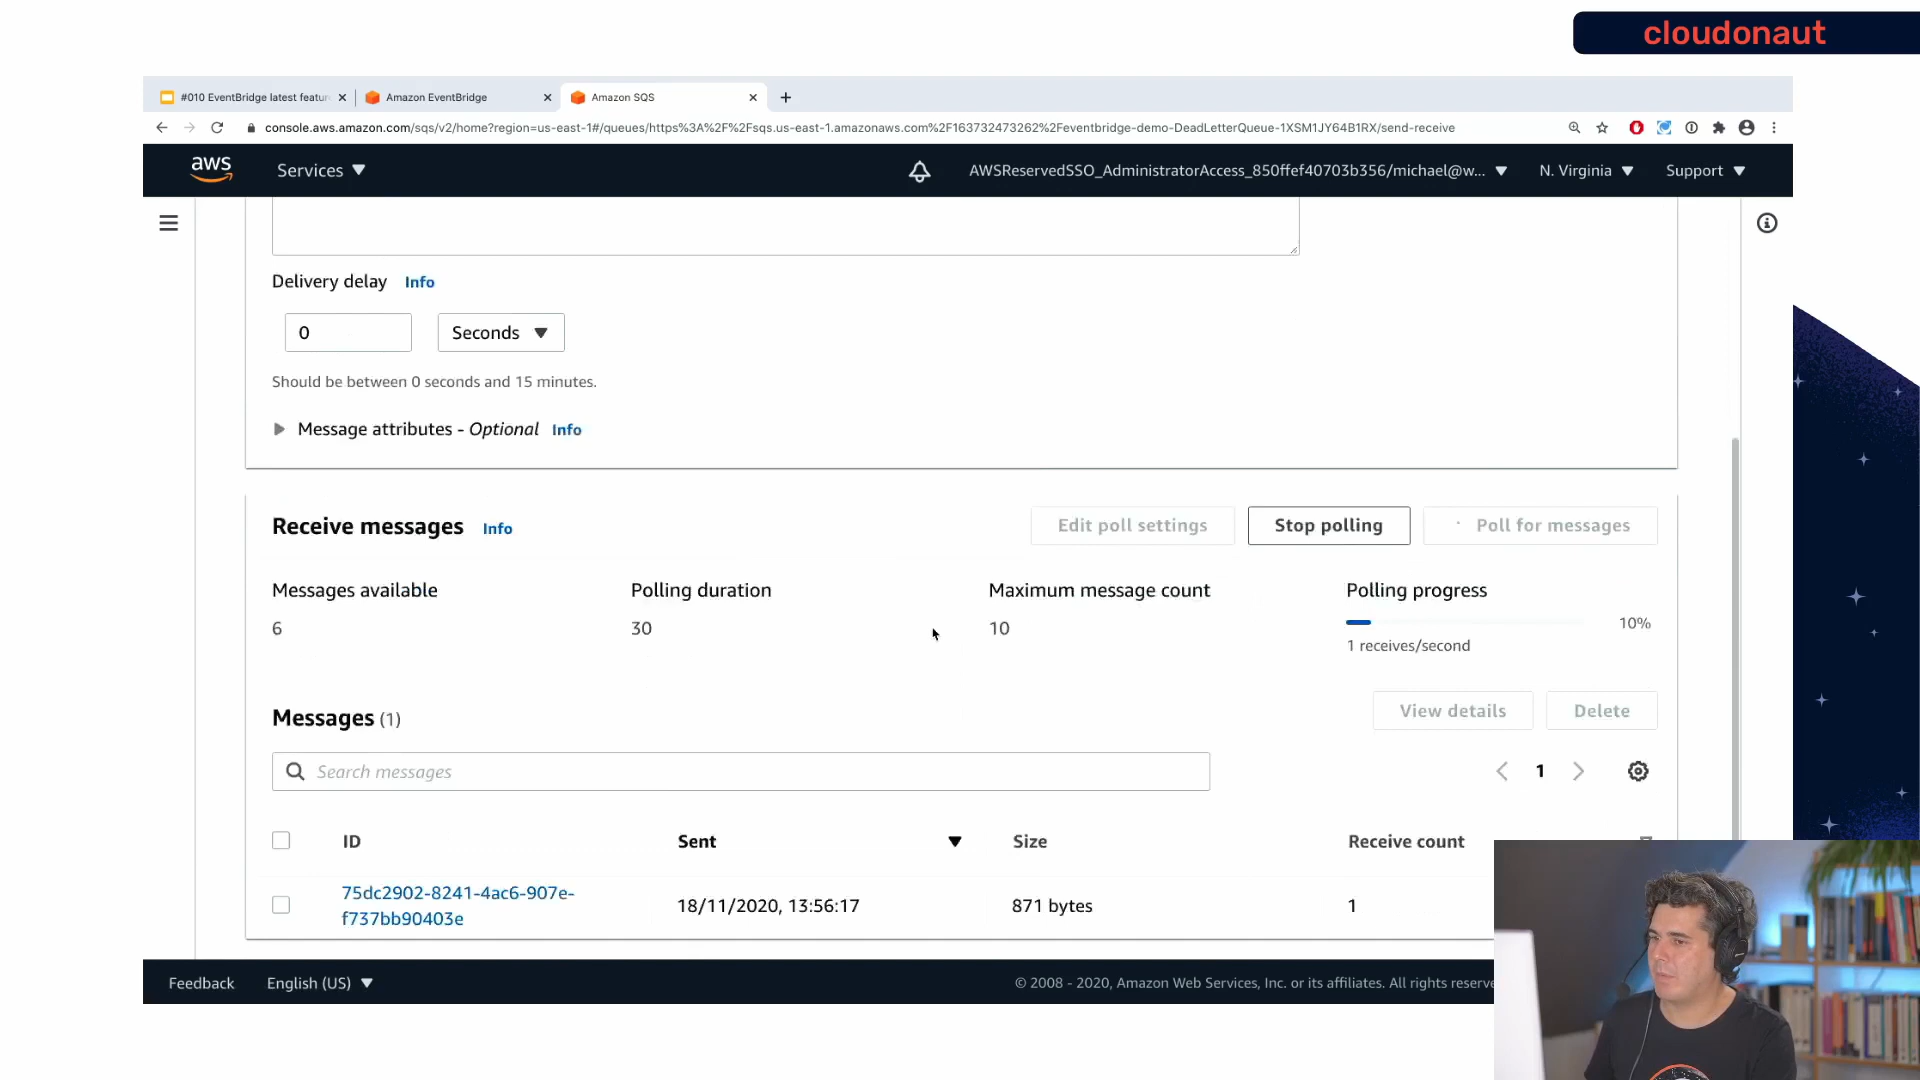 cloudonaut
#010 EventBridge latest featur
Amazon EventBridge
Amazon SQS
console.aws.amazon.com/sqs/v2/home?region=us-east-1#/queues/https%3A%2F%2Fsqs.us-east-1.amazonaws.com%2F163732473262%2Feventbridge-demo-DeadLetterQueue-1XSM1JY64B1RX/send-receive
aws
Services
AWSReservedSSO_AdministratorAccess_850ffef40703b356/michael@w...
N. Virginia
Support
Delivery delay Info
0
Seconds
Should be between 0 seconds and 15 minutes.
Message attributes - Optional Info
Receive messages Info
Edit poll settings
Stop polling
Poll for messages
Messages available
Polling duration
Maximum message count
Polling progress
6
30
10
10%
1 receives/second
Messages (1)
View details
Delete
Search messages
1
ID
Sent
Size
Receive count
75dc2902-8241-4ac6-907e-
f737bb90403e
18/11/2020, 13:56:17
871 bytes
1
Feedback
English (US)
© 2008 - 2020, Amazon Web Services, Inc. or its affiliates. All rights reserve